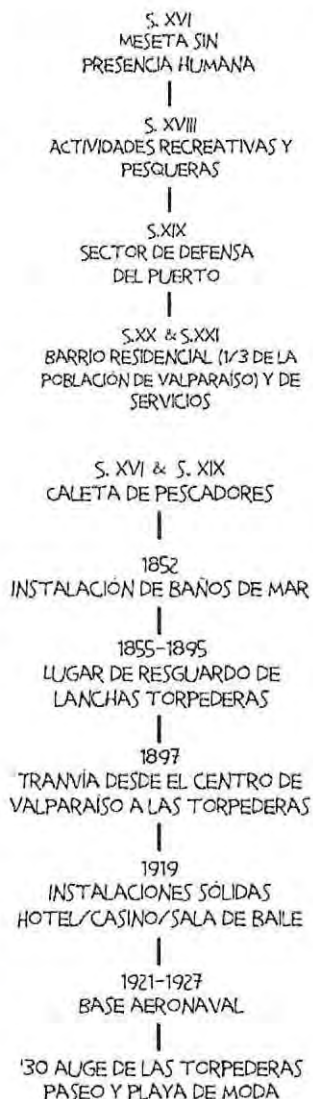 S. XVI
MESETA SIN
PRESENCIA HUMANA
S. XVIII
ACTIVIDADES RECREATIVAS Y
PESQUERAS
S.XIX
SECTOR DE DEFENSA
DEL PUERTO
S.XX & S.XXI
BARRIO RESIDENCIAL (1/3 DE LA
POBLACIÓN DE VALPARAÍSO) Y DE
SERVICIOS
S. XVI & S. XIX
CALETA DE PESCADORES
1852
INSTALACIÓN DE BAÑOS DE MAR
1855-1895
LUGAR DE RESGUARDO DE
LANCHAS TORPEDERAS
1897
TRANVÍA DESDE EL CENTRO DE
VALPARAÍSO A LAS TORPEDERAS
1919
INSTALACIONES SÓLIDAS
HOTEL/CASINO/SALA DE BAILE
1921-1927
BASE AERONAVAL
'30 AUGE DE LAS TORPEDERAS
PASEO Y PLAYA DE MODA